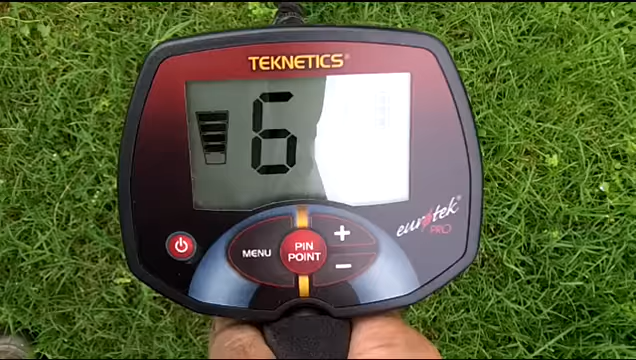 TEKNETICS®
6
eurotek®
PRO
MENU
PIN
POINT
+
−